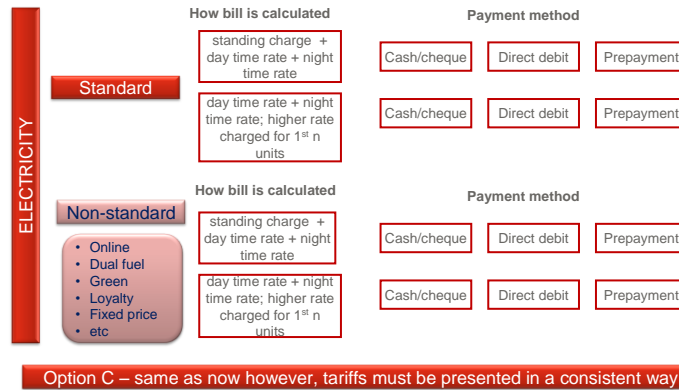 How bill is calculated
Payment method
ELECTRICITY
Standard
standing charge +
day time rate + night
time rate
Cash/cheque
Direct debit
Prepayment
day time rate + night
time rate; higher rate
charged for 1st n
units
Cash/cheque
Direct debit
Prepayment
How bill is calculated
Payment method
Non-standard
• Online
• Dual fuel
• Green
• Loyalty
• Fixed price
• etc
standing charge +
day time rate + night
time rate
Cash/cheque
Direct debit
Prepayment
day time rate + night
time rate; higher rate
charged for 1st n
units
Cash/cheque
Direct debit
Prepayment
Option C – same as now however, tariffs must be presented in a consistent way